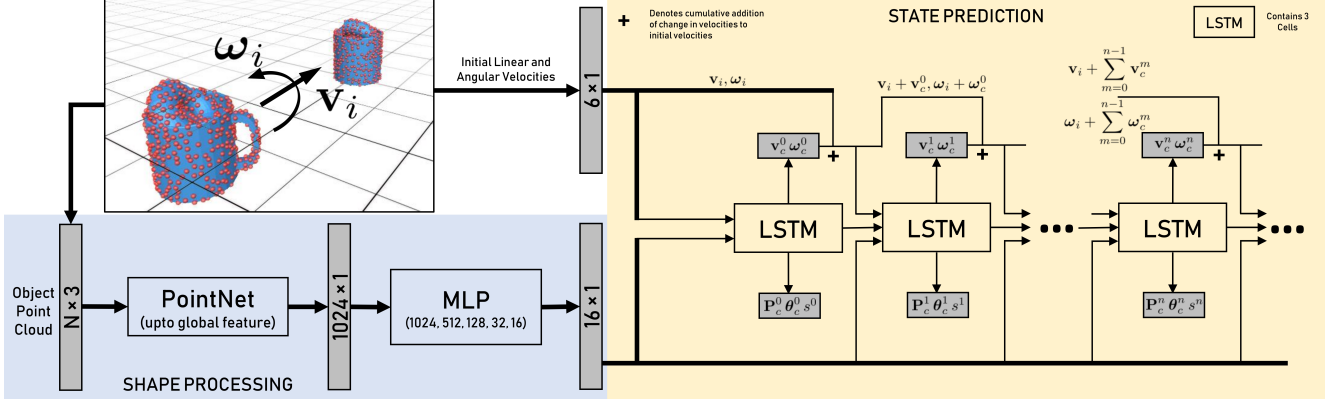 ω_i
v_i
Initial Linear and
Angular Velocities
6 × 1
+
Denotes cumulative addition
of change in velocities to
initial velocities
STATE PREDICTION
LSTM
Contains 3
Cells
v_i, ω_i
v_i + v_c^0, ω_i + ω_c^0
v_i + ∑_{m=0}^{n-1} v_c^m
ω_i + ∑_{m=0}^{n-1} ω_c^m
v_c^0 ω_c^0
+
v_c^1 ω_c^1
+
v_c^n ω_c^n
+
LSTM
LSTM
•••
LSTM
•••
P_c^0 θ_c^0 s^0
P_c^1 θ_c^1 s^1
P_c^n θ_c^n s^n
Object
Point
Cloud
N × 3
PointNet
(upto global feature)
1024 × 1
MLP
(1024, 512, 128, 32, 16)
16 × 1
SHAPE PROCESSING